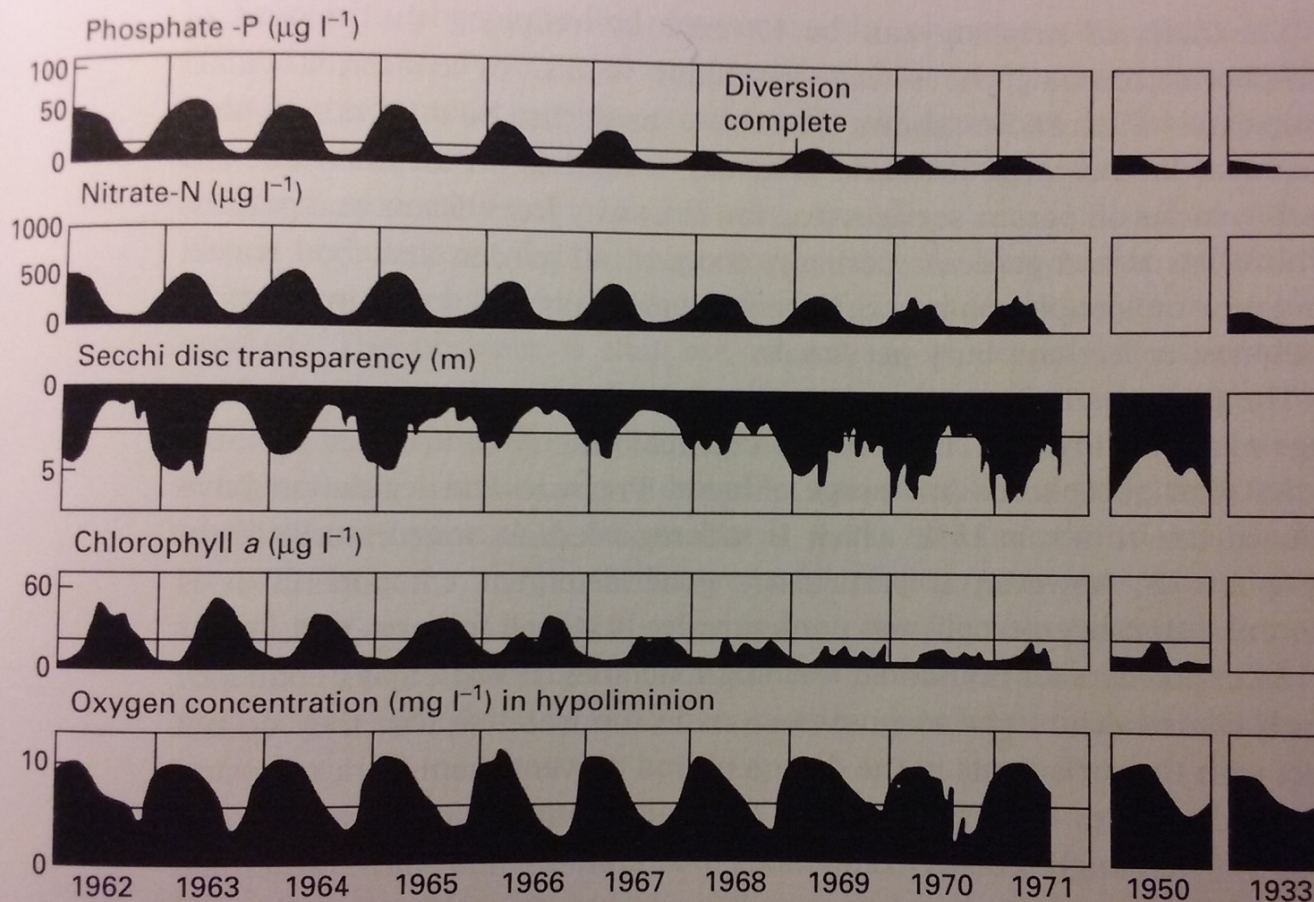 Phosphate -P (µg l⁻¹)
100
50
0
Diversion
complete
Nitrate-N (µg l⁻¹)
1000
500
0
Secchi disc transparency (m)
0
5
Chlorophyll a (µg l⁻¹)
60
0
Oxygen concentration (mg l⁻¹) in hypoliminion
10
0
1962 1963 1964 1965 1966 1967 1968 1969 1970 1971 1950 1933